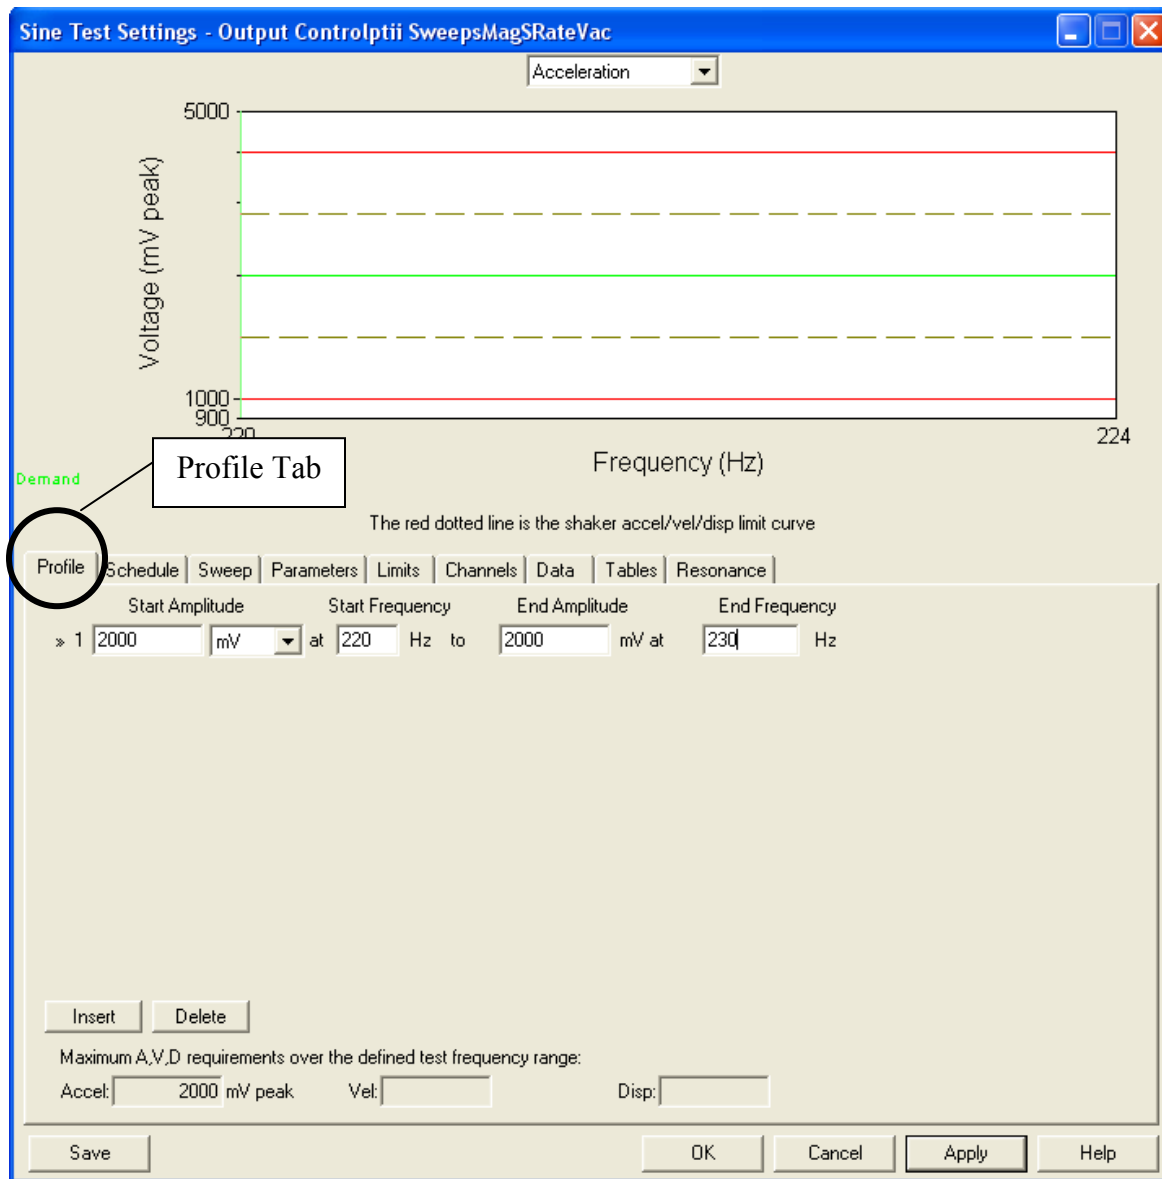 Sine Test Settings - Output Controlptii SweepsMagSRateVac
Acceleration
5000
Voltage (mV peak)
1000
900
220
224
Frequency (Hz)
Demand
Profile Tab
The red dotted line is the shaker accel/vel/disp limit curve
Profile Schedule Sweep Parameters Limits Channels Data Tables Resonance
Start Amplitude Start Frequency End Amplitude End Frequency
» 1 2000 mV at 220 Hz to 2000 mV at 230 Hz
Insert Delete
Maximum A,V,D requirements over the defined test frequency range:
Accel: 2000 mV peak Vel: Disp:
Save OK Cancel Apply Help